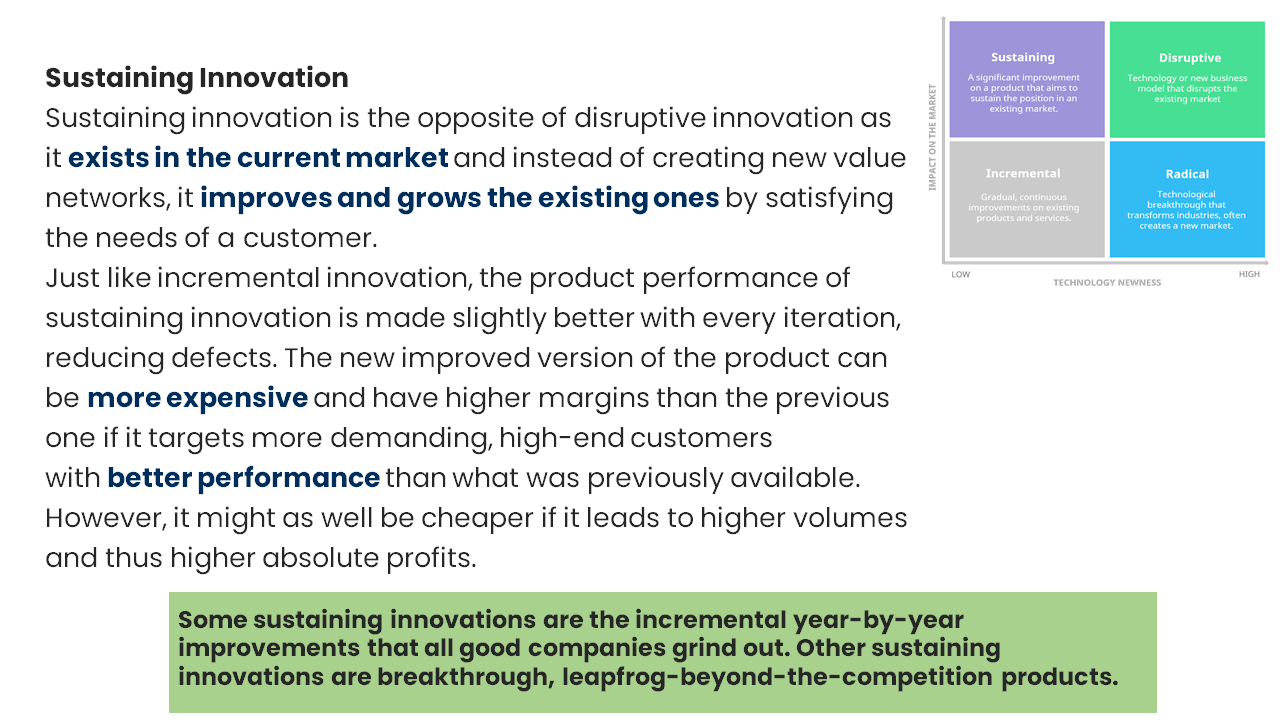 Sustaining Innovation
Sustaining innovation is the opposite of disruptive innovation as
it exists in the current market and instead of creating new value
networks, it improves and grows the existing ones by satisfying
the needs of a customer.
Just like incremental innovation, the product performance of
sustaining innovation is made slightly better with every iteration,
reducing defects. The new improved version of the product can
be more expensive and have higher margins than the previous
one if it targets more demanding, high-end customers
with better performance than what was previously available.
However, it might as well be cheaper if it leads to higher volumes
and thus higher absolute profits.
Some sustaining innovations are the incremental year-by-year
improvements that all good companies grind out. Other sustaining
innovations are breakthrough, leapfrog-beyond-the-competition products.
IMPACT ON THE MARKET
Sustaining
A significant improvement
on a product that aims to
sustain the position in an
existing market.
Disruptive
Technology or new business
model that disrupts the
existing market
Incremental
Gradual, continuous
improvements on existing
products and services.
Radical
Technological
breakthrough that
transforms industries, often
creates a new market.
LOW
HIGH
TECHNOLOGY NEWNESS